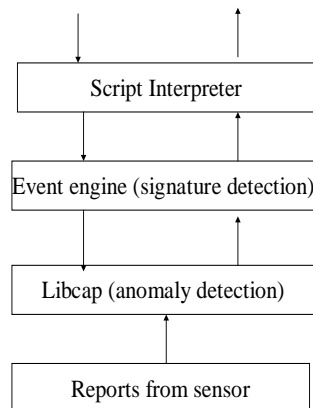 Script Interpreter
Event engine (signature detection)
Libcap (anomaly detection)
Reports from sensor